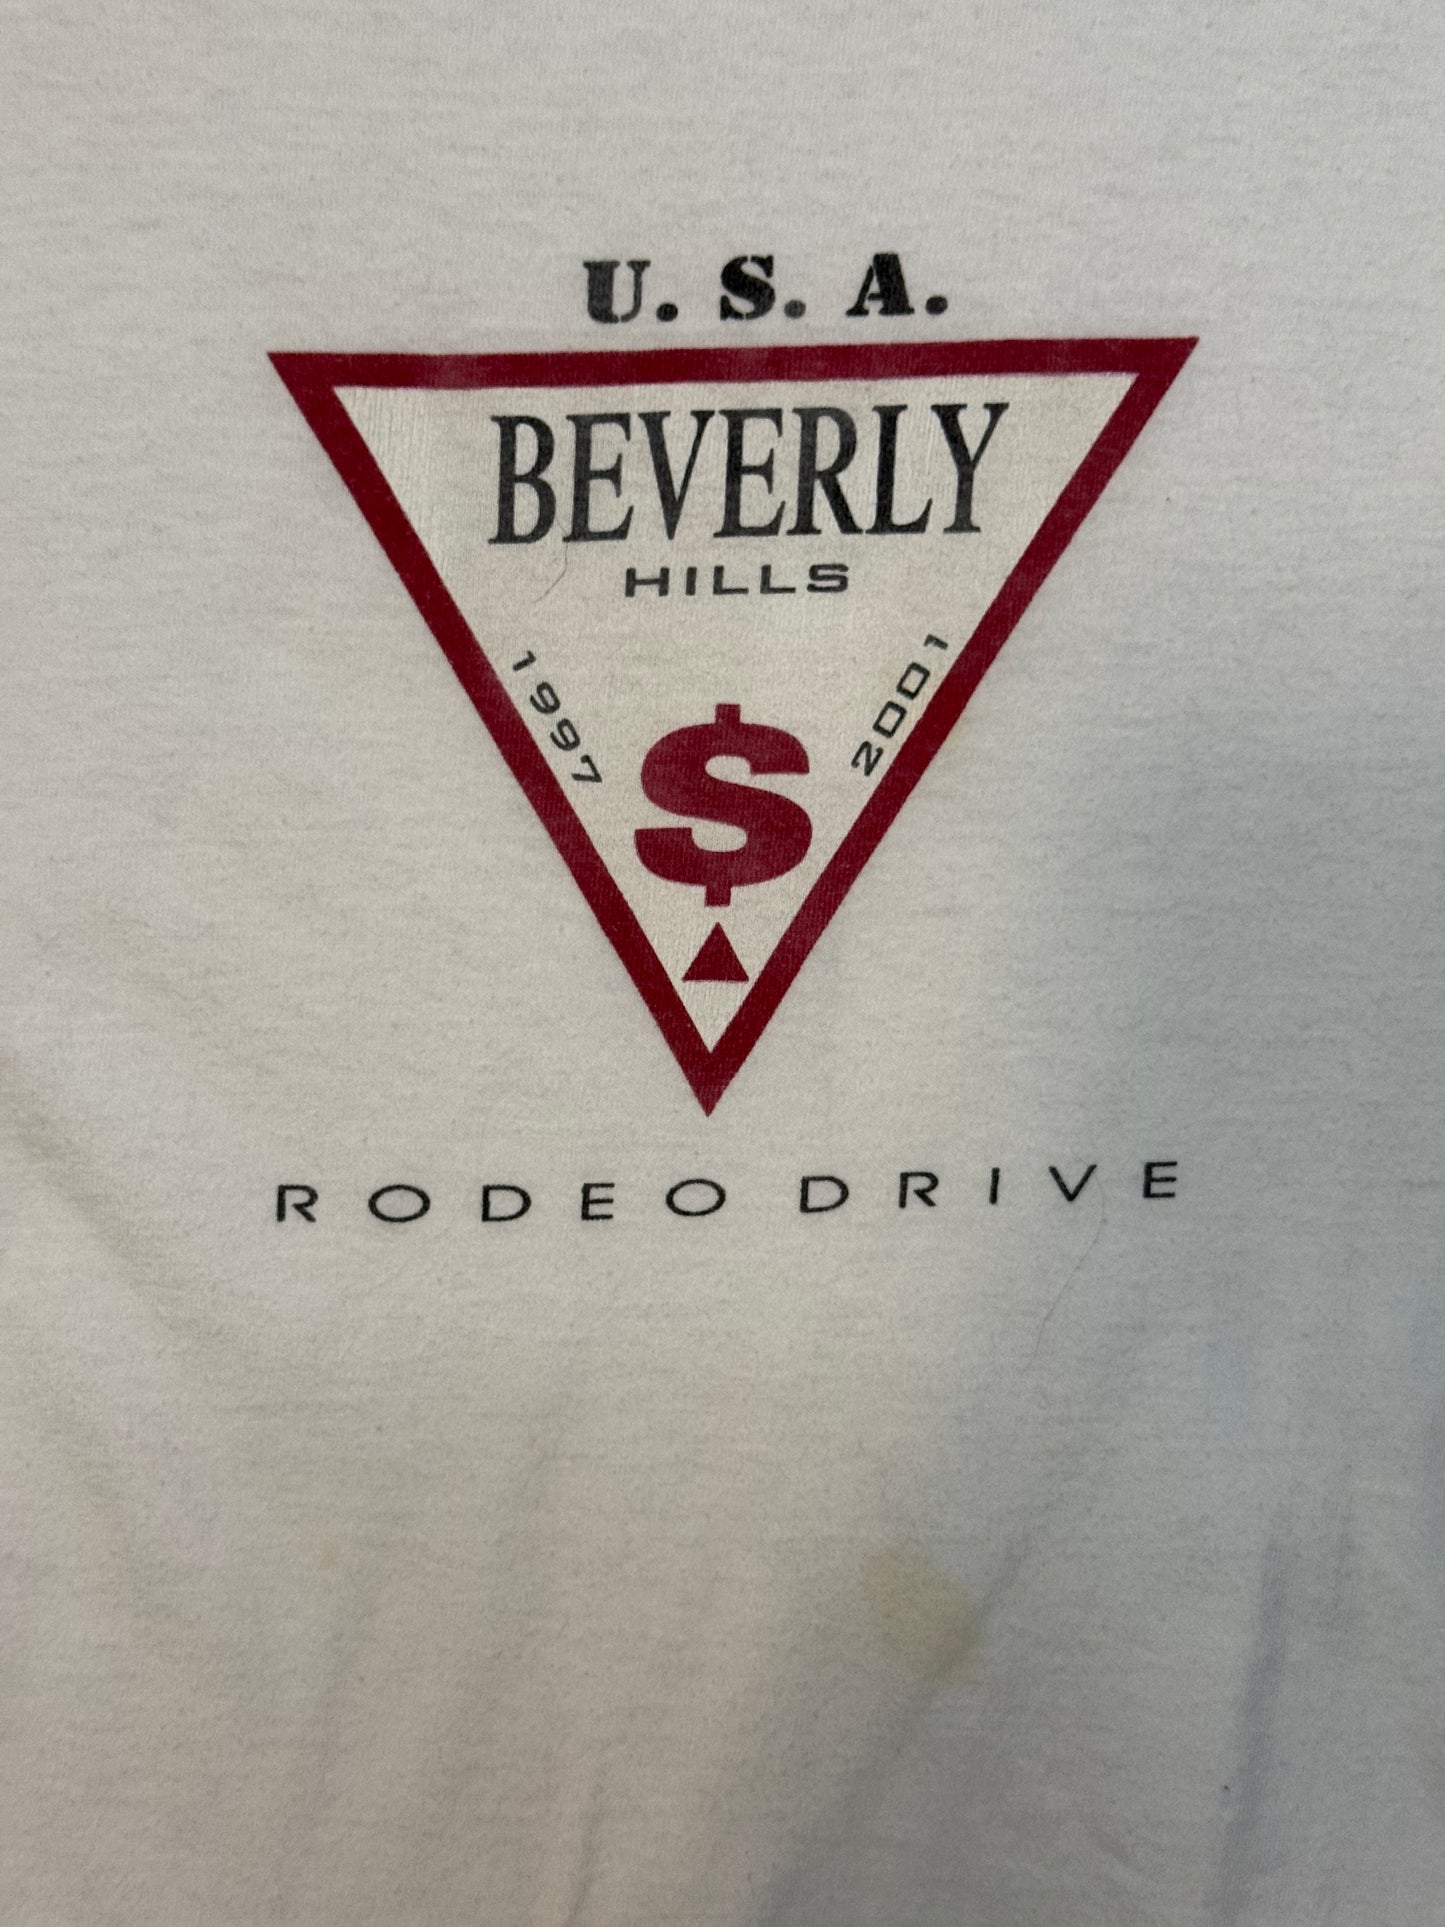 U. S. A.
BEVERLY
HILLS
1997
2001
$
RODEO DRIVE